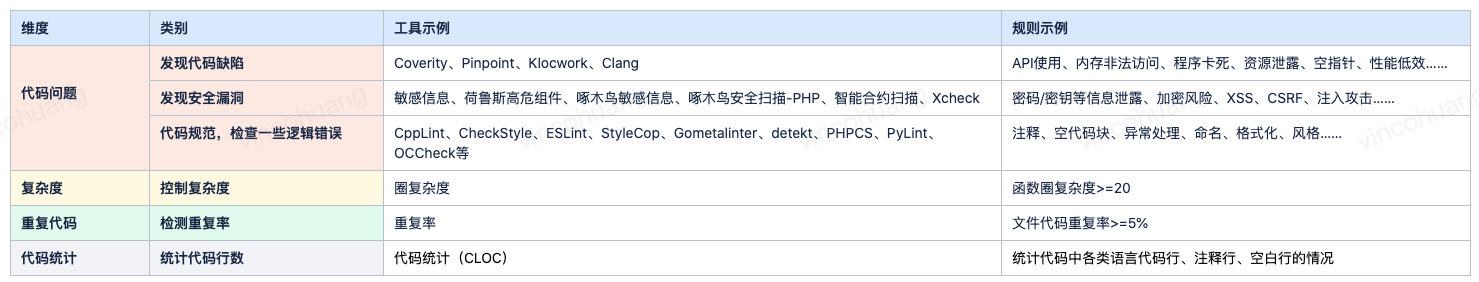 维度 类别 工具示例 规则示例
代码问题 发现代码缺陷 Coverity、Pinpoint、Klocwork、Clang API使用、内存非法访问、程序卡死、资源泄露、空指针、性能低效......
发现安全漏洞 敏感信息、荷鲁斯高危组件、啄木鸟敏感信息、啄木鸟安全扫描-PHP、智能合约扫描、Xcheck 密码/密钥等信息泄露、加密风险、XSS、CSRF、注入攻击......
代码规范，检查一些逻辑错误 CppLint、CheckStyle、ESLint、StyleCop、Gometalinter、detekt、PHPCS、PyLint、 注释、空代码块、异常处理、命名、格式化、风格......
OCCheck等
复杂度 控制复杂度 圈复杂度 函数圈复杂度>=20
重复代码 检测重复率 重复率 文件代码重复率>=5%
代码统计 统计代码行数 代码统计（CLOC） 统计代码中各类语言代码行、注释行、空白行的情况
vincohuang
vincohuang
vincohuang
vincohuang
vincohuang